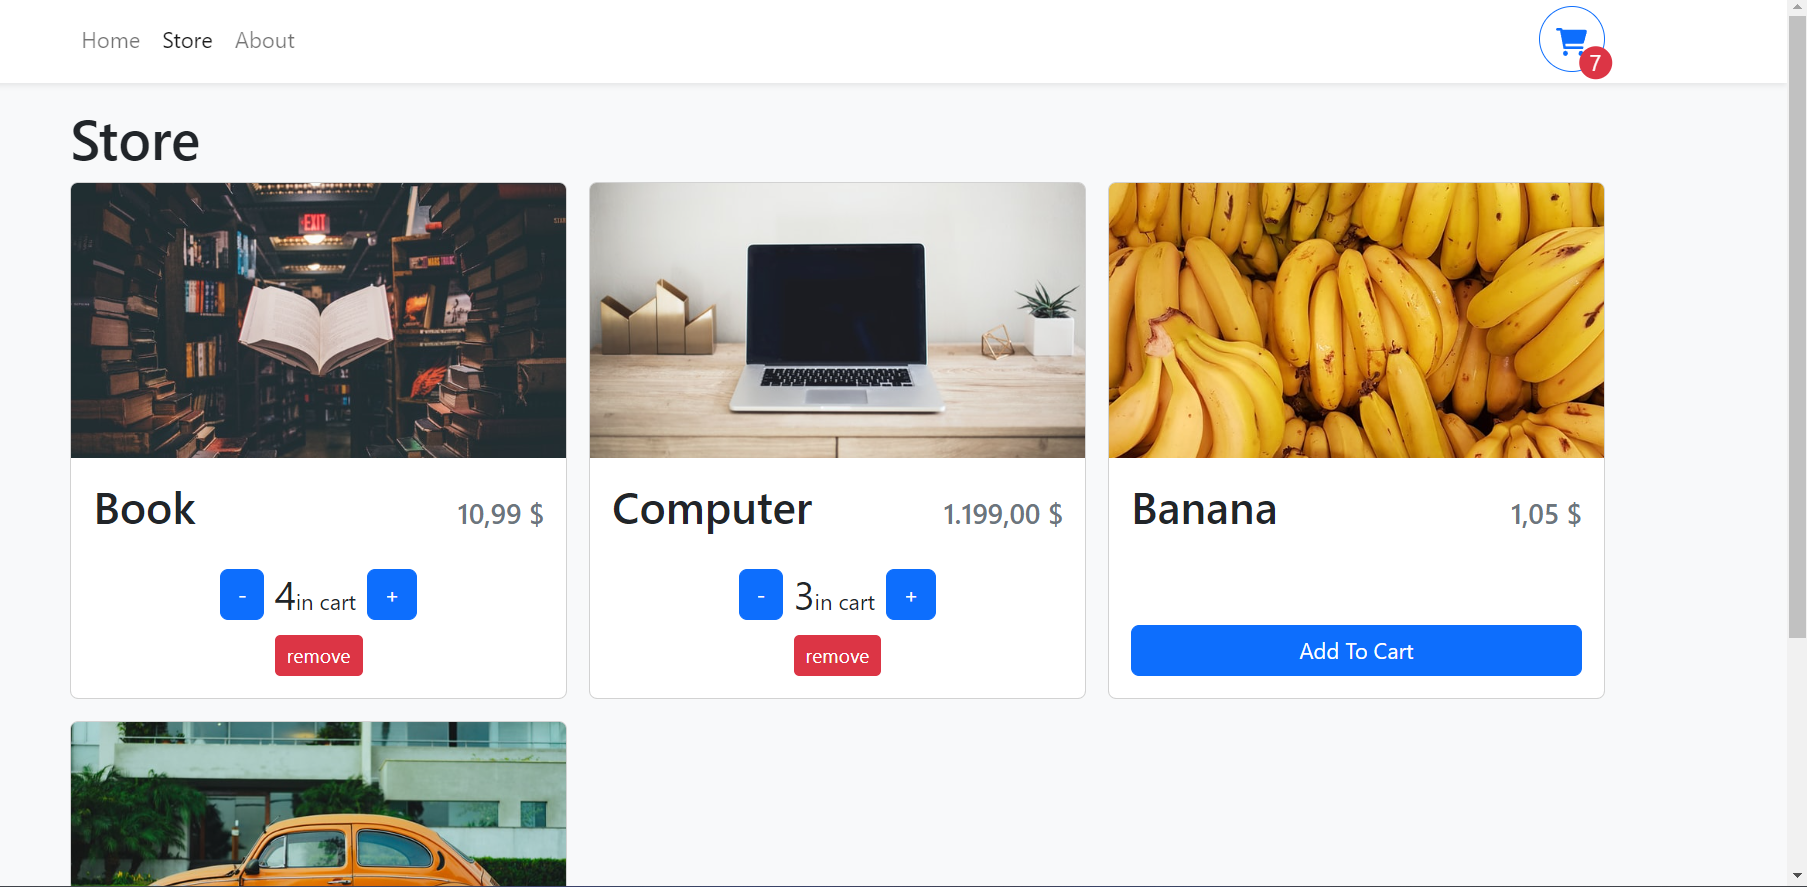 Home Store About
7
Store
EXIT
Book 10,99 $
- 4in cart +
remove
Computer 1.199,00 $
- 3in cart +
remove
Banana 1,05 $
Add To Cart